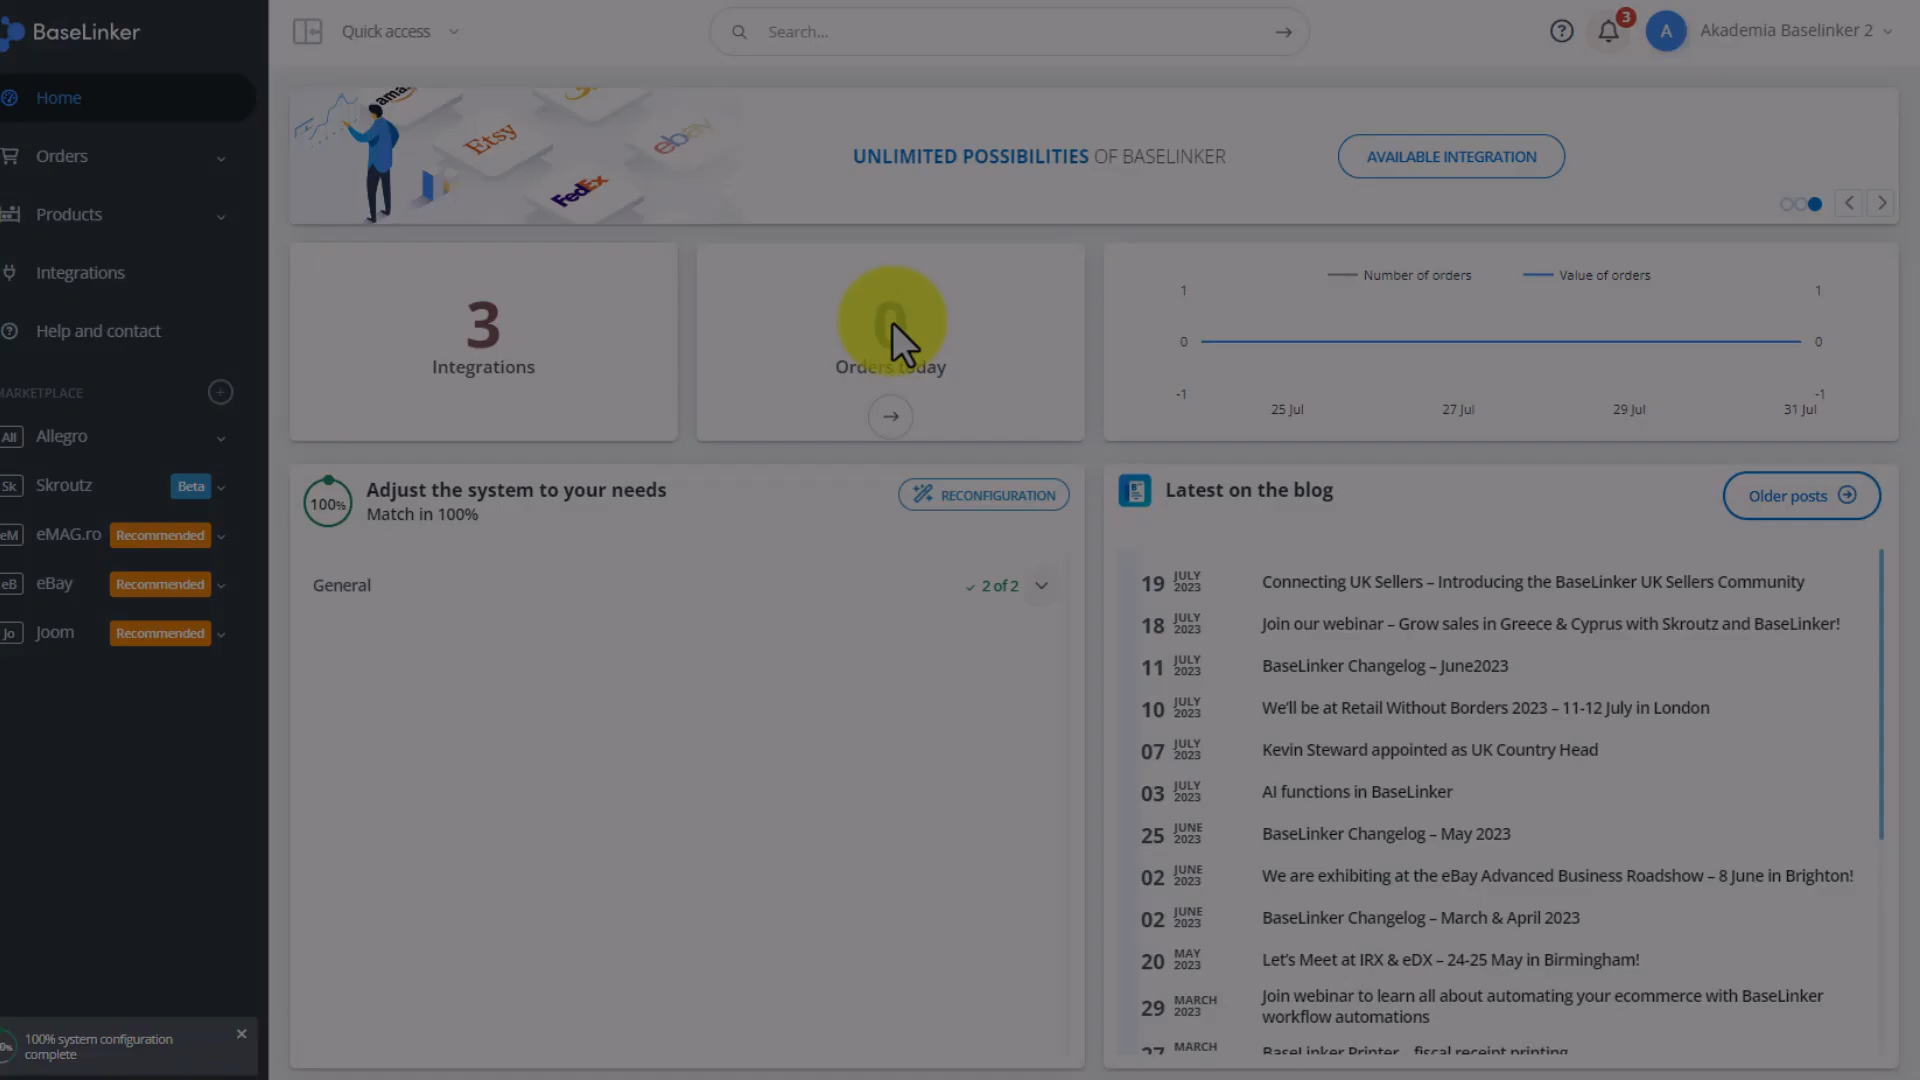 BaseLinker
Quick access
Search...
3
A
Akademia Baselinker 2
Home
Orders
Products
Integrations
Help and contact
MARKETPLACE
All
Allegro
Sk
Skroutz
Beta
eM
eMAG.ro
Recommended
eB
eBay
Recommended
Jo
Joom
Recommended
100% system configuration
complete
Etsy
ebay
FedEx
UNLIMITED POSSIBILITIES OF BASELINKER
AVAILABLE INTEGRATION
3
Integrations
0
Orders today
Number of orders
Value of orders
1
1
0
0
-1
-1
25 Jul
27 Jul
29 Jul
31 Jul
100%
Adjust the system to your needs
Match in 100%
RECONFIGURATION
General
2 of 2
Latest on the blog
Older posts
19 JULY 2023 Connecting UK Sellers – Introducing the BaseLinker UK Sellers Community
18 JULY 2023 Join our webinar – Grow sales in Greece & Cyprus with Skroutz and BaseLinker!
11 JULY 2023 BaseLinker Changelog – June2023
10 JULY 2023 We'll be at Retail Without Borders 2023 – 11-12 July in London
07 JULY 2023 Kevin Steward appointed as UK Country Head
03 JULY 2023 AI functions in BaseLinker
25 JUNE 2023 BaseLinker Changelog – May 2023
02 JUNE 2023 We are exhibiting at the eBay Advanced Business Roadshow – 8 June in Brighton!
02 JUNE 2023 BaseLinker Changelog – March & April 2023
20 MAY 2023 Let's Meet at IRX & eDX – 24-25 May in Birmingham!
29 MARCH 2023 Join webinar to learn all about automating your ecommerce with BaseLinker
workflow automations
27 MARCH BaseLinker Printer – fiscal receipt printing